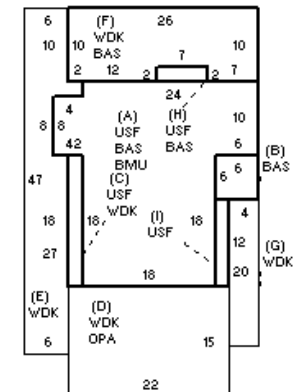 6 (F) 26
WDK
10 10 BAS 10
7
2 12 2 2 7
24
4 (A) (H) 10
USF USF
8 8 BAS BAS
BMU 6 (B)
42 (C) 6 BAS
USF 6
47 WDK
4
18 18 (I) 18
USF 12 (G)
27 WDK
20
18
(E) (D)
WDK WDK
OPA
6 15
22